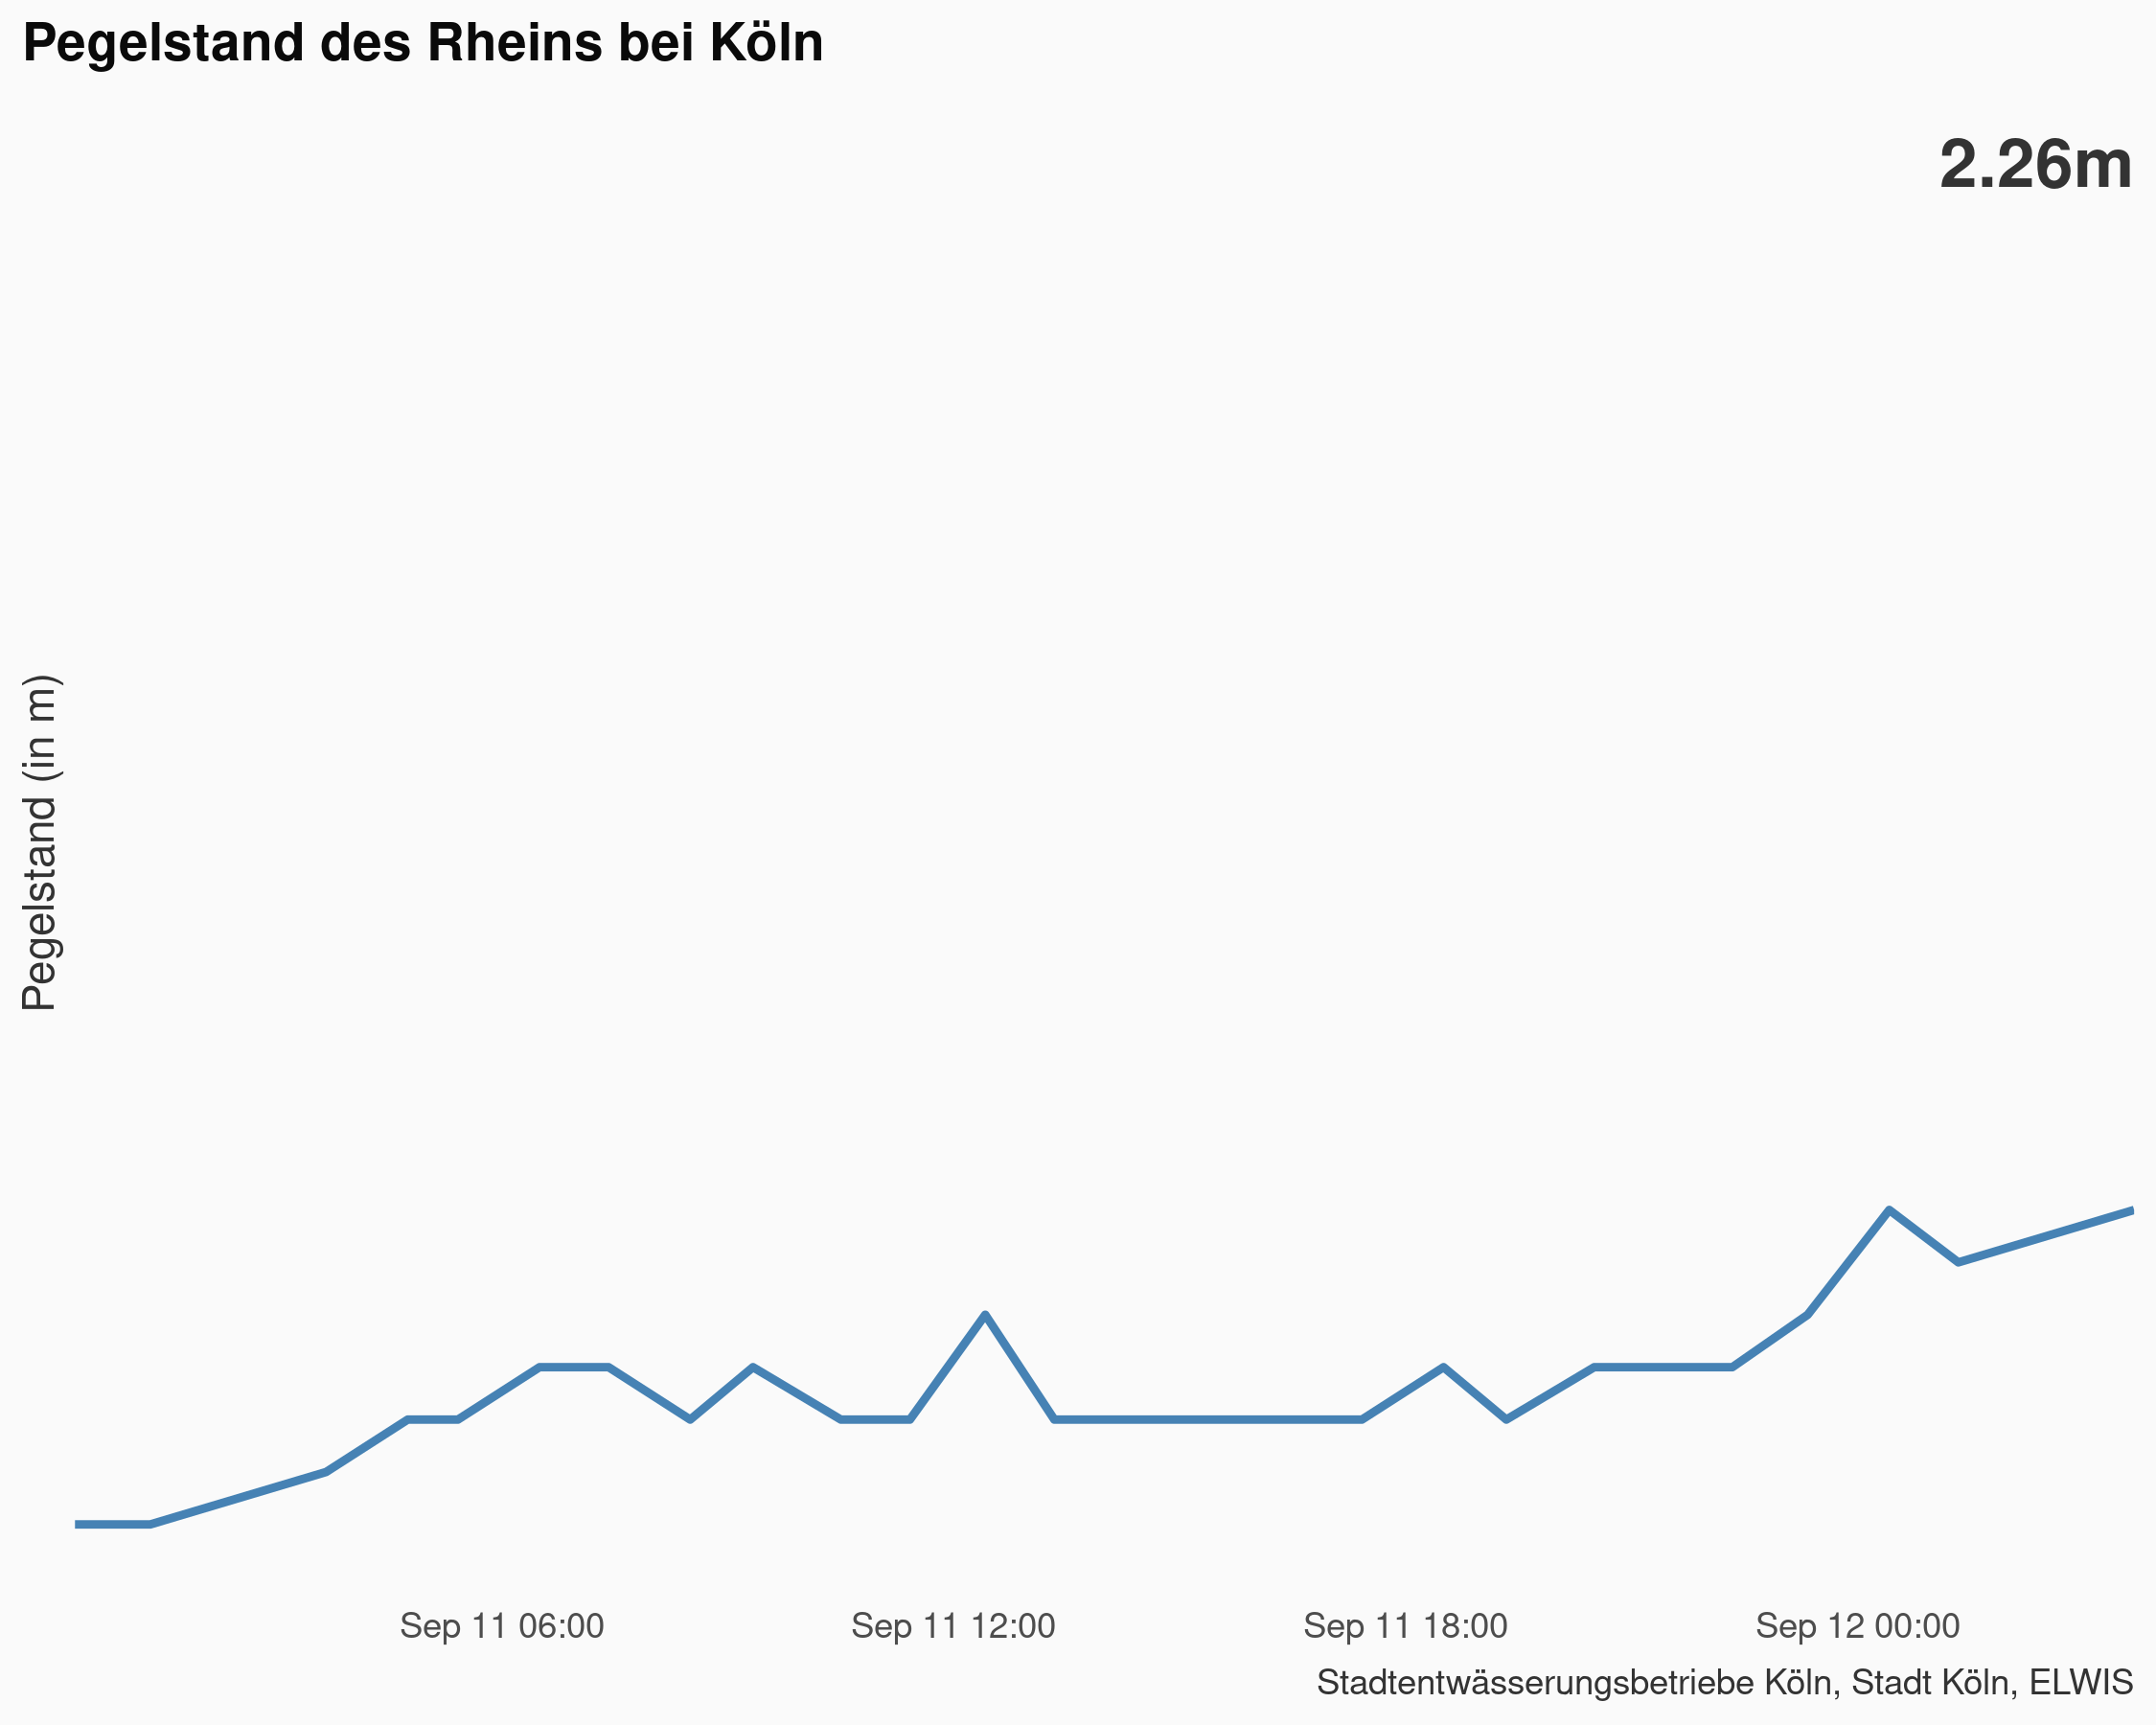 Pegelstand des Rheins bei Köln
2.26m
Pegelstand (in m)
Sep 11 06:00
Sep 11 12:00
Sep 11 18:00
Sep 12 00:00
Stadtentwässerungsbetriebe Köln, Stadt Köln, ELWIS